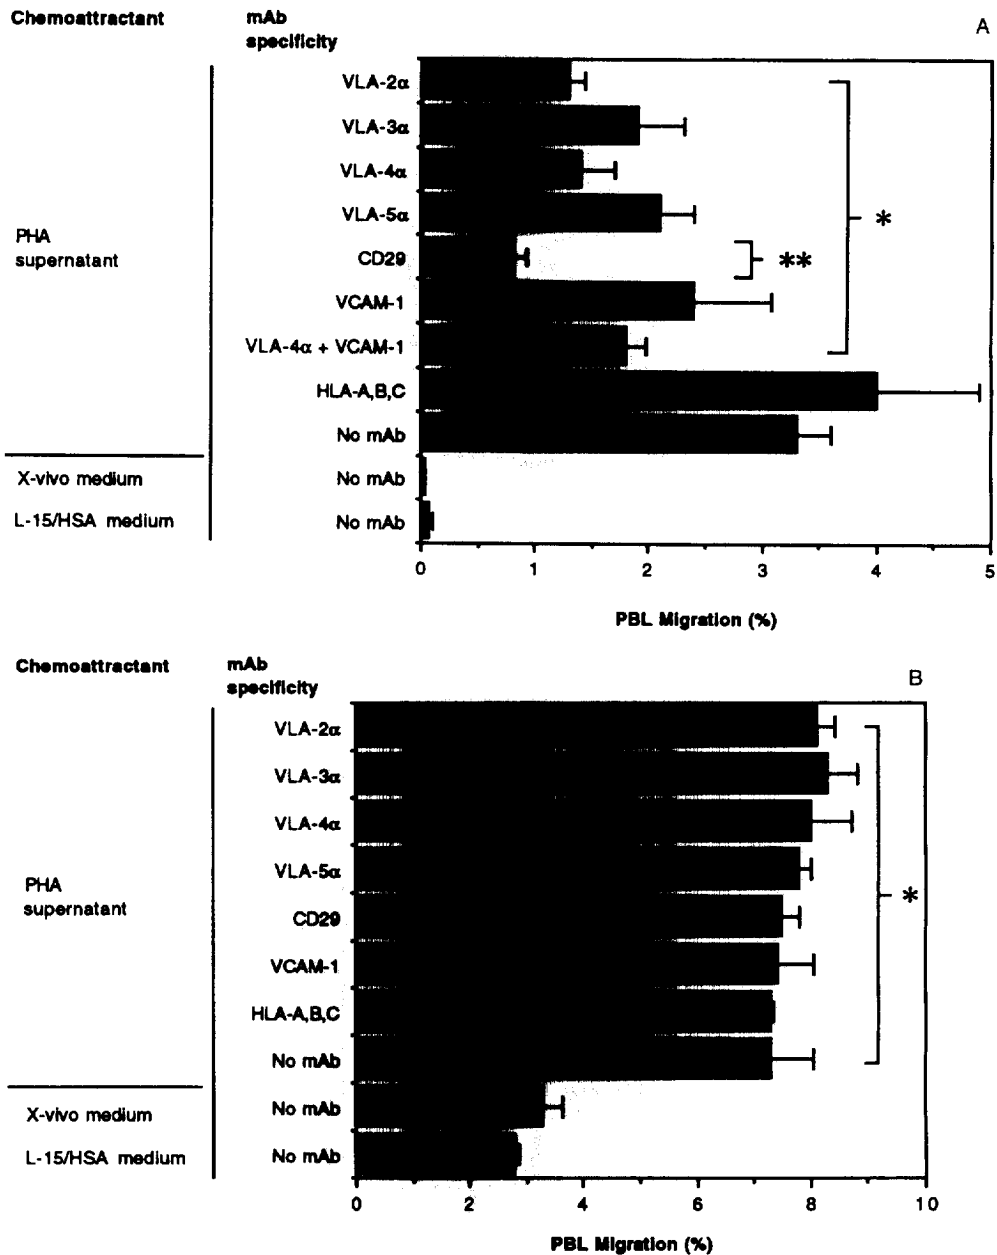 Chemoattractant
mAb
specificity
A
VLA-2α
VLA-3α
VLA-4α
VLA-5α
*
PHA
supernatant
CD29
**
VCAM-1
VLA-4α + VCAM-1
HLA-A,B,C
No mAb
X-vivo medium
No mAb
L-15/HSA medium
No mAb
0 1 2 3 4 5
PBL Migration (%)
Chemoattractant
mAb
specificity
B
VLA-2α
VLA-3α
VLA-4α
VLA-5α
PHA
supernatant
CD29
*
VCAM-1
HLA-A,B,C
No mAb
X-vivo medium
No mAb
L-15/HSA medium
No mAb
0 2 4 6 8 10
PBL Migration (%)